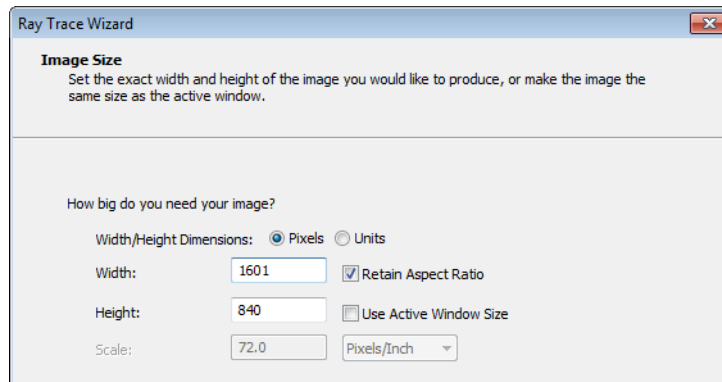 Ray Trace Wizard
Image Size
Set the exact width and height of the image you would like to produce, or make the image the
same size as the active window.
How big do you need your image?
Width/Height Dimensions: Pixels Units
Width: 1601 Retain Aspect Ratio
Height: 840 Use Active Window Size
Scale: 72.0 Pixels/Inch